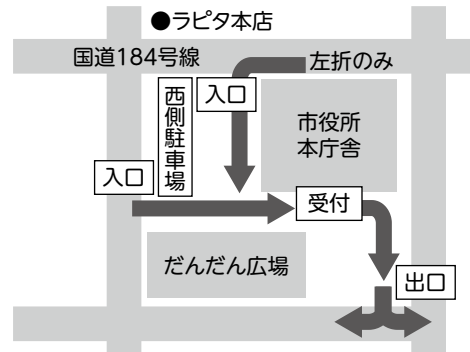 ●ラピタ本店
国道184号線
左折のみ
入口
西側駐車場
市役所
本庁舎
入口
受付
だんだん広場
出口